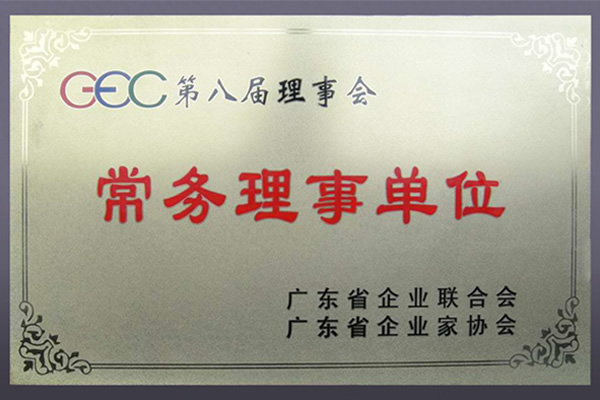 GEC 第八届理事会
常务理事单位
广东省企业联合会
广东省企业家协会